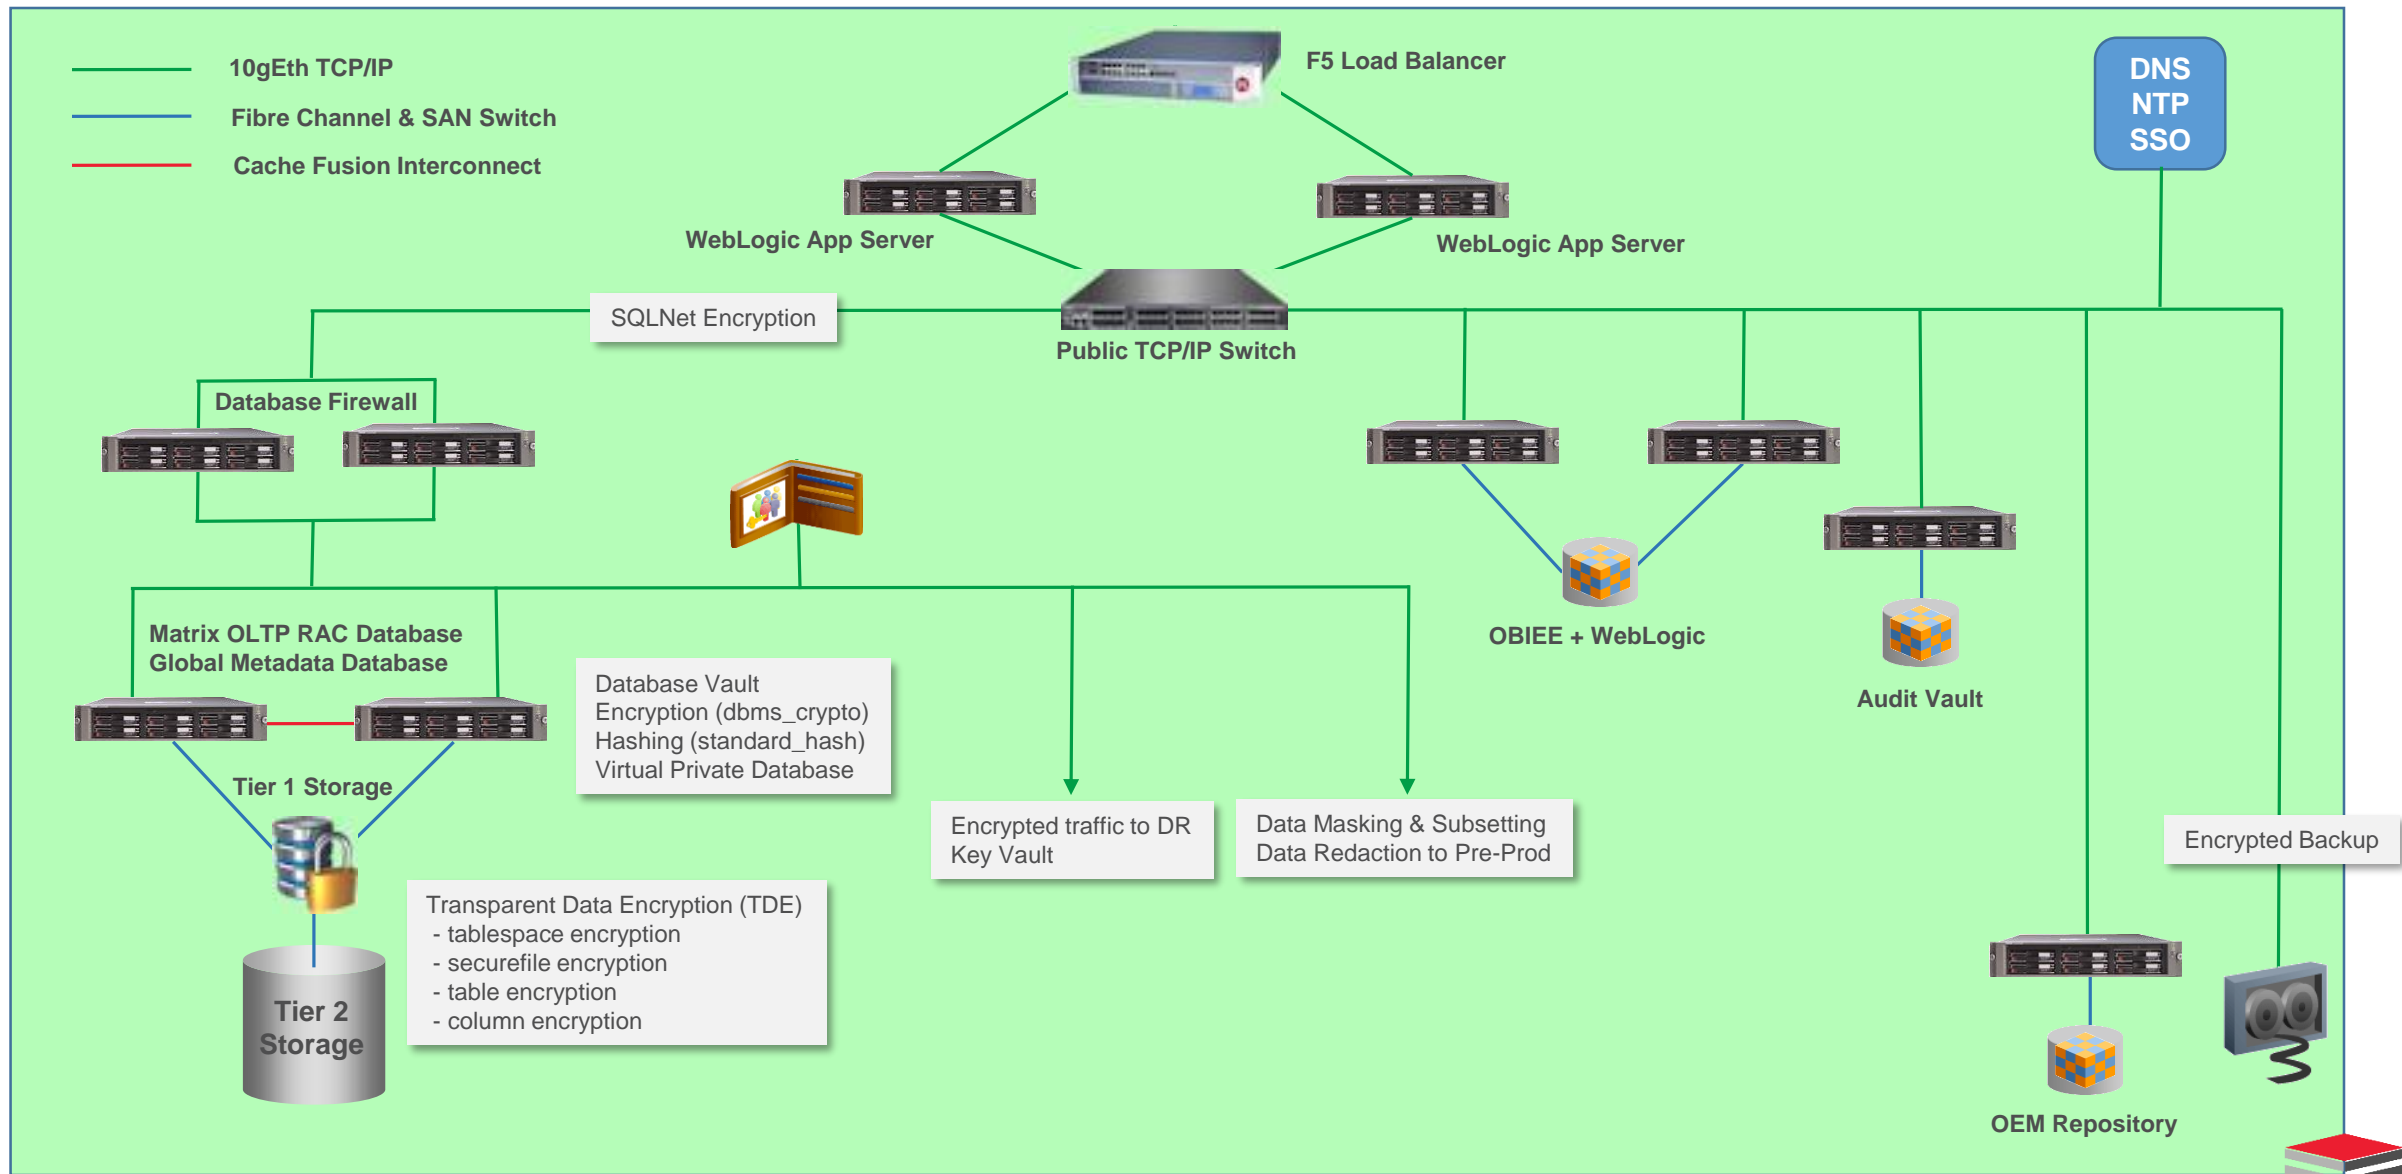 10gEth TCP/IP
Fibre Channel & SAN Switch
Cache Fusion Interconnect
F5 Load Balancer
DNS
NTP
SSO
WebLogic App Server
WebLogic App Server
SQLNet Encryption
Public TCP/IP Switch
Database Firewall
Matrix OLTP RAC Database
Global Metadata Database
OBIEE + WebLogic
Audit Vault
Database Vault
Encryption (dbms_crypto)
Hashing (standard_hash)
Virtual Private Database
Tier 1 Storage
Encrypted traffic to DR
Key Vault
Data Masking & Subsetting
Data Redaction to Pre-Prod
Encrypted Backup
Transparent Data Encryption (TDE)
- tablespace encryption
- securefile encryption
- table encryption
- column encryption
Tier 2
Storage
OEM Repository